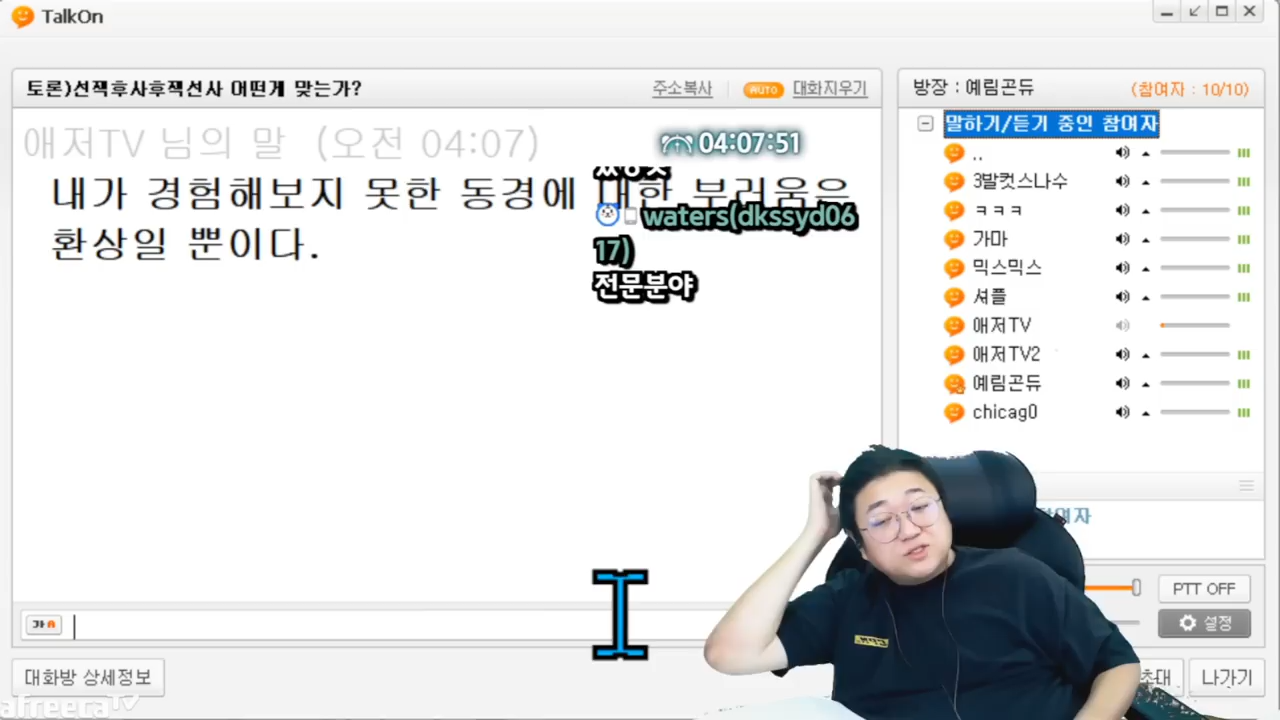 TalkOn
토론)선잭후사후잭선사 어떤게 맞는가?
주소복사
AUTO
대화지우기
애저TV 님의 말 (오전 04:07)
04:07:51
내가 경험해보지 못한 동경에 대한 부러움은
환상일 뿐이다.
waters(dkssyd06
17)
전문분야
방장 : 예림곤듀
(참여자 : 10/10)
말하기/듣기 중인 참여자
..
3발컷스나수
ㅋㅋㅋ
가마
믹스믹스
셔플
애저TV
애저TV2
예림곤듀
chicag0
PTT OFF
설정
가
대화방 상세정보
초대
나가기
afreecaTV